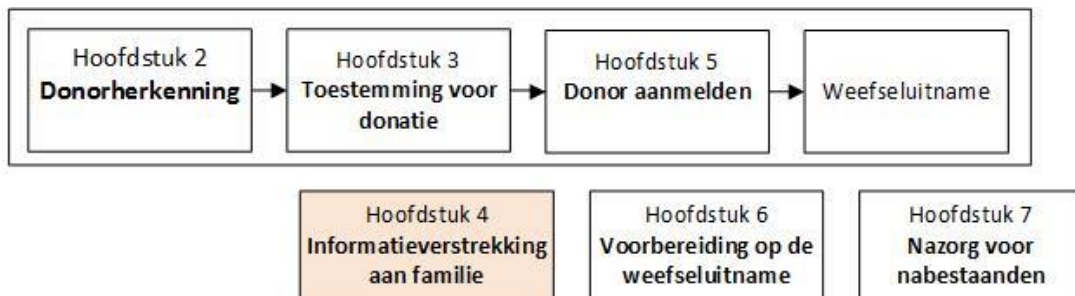 Hoofdstuk 2
Donorherkenning
Hoofdstuk 3
Toestemming voor
donatie
Hoofdstuk 5
Donor aanmelden
Weefseluitname
Hoofdstuk 4
Informatieverstrekking
aan familie
Hoofdstuk 6
Voorbereiding op de
weefseluitname
Hoofdstuk 7
Nazorg voor
nabestaanden